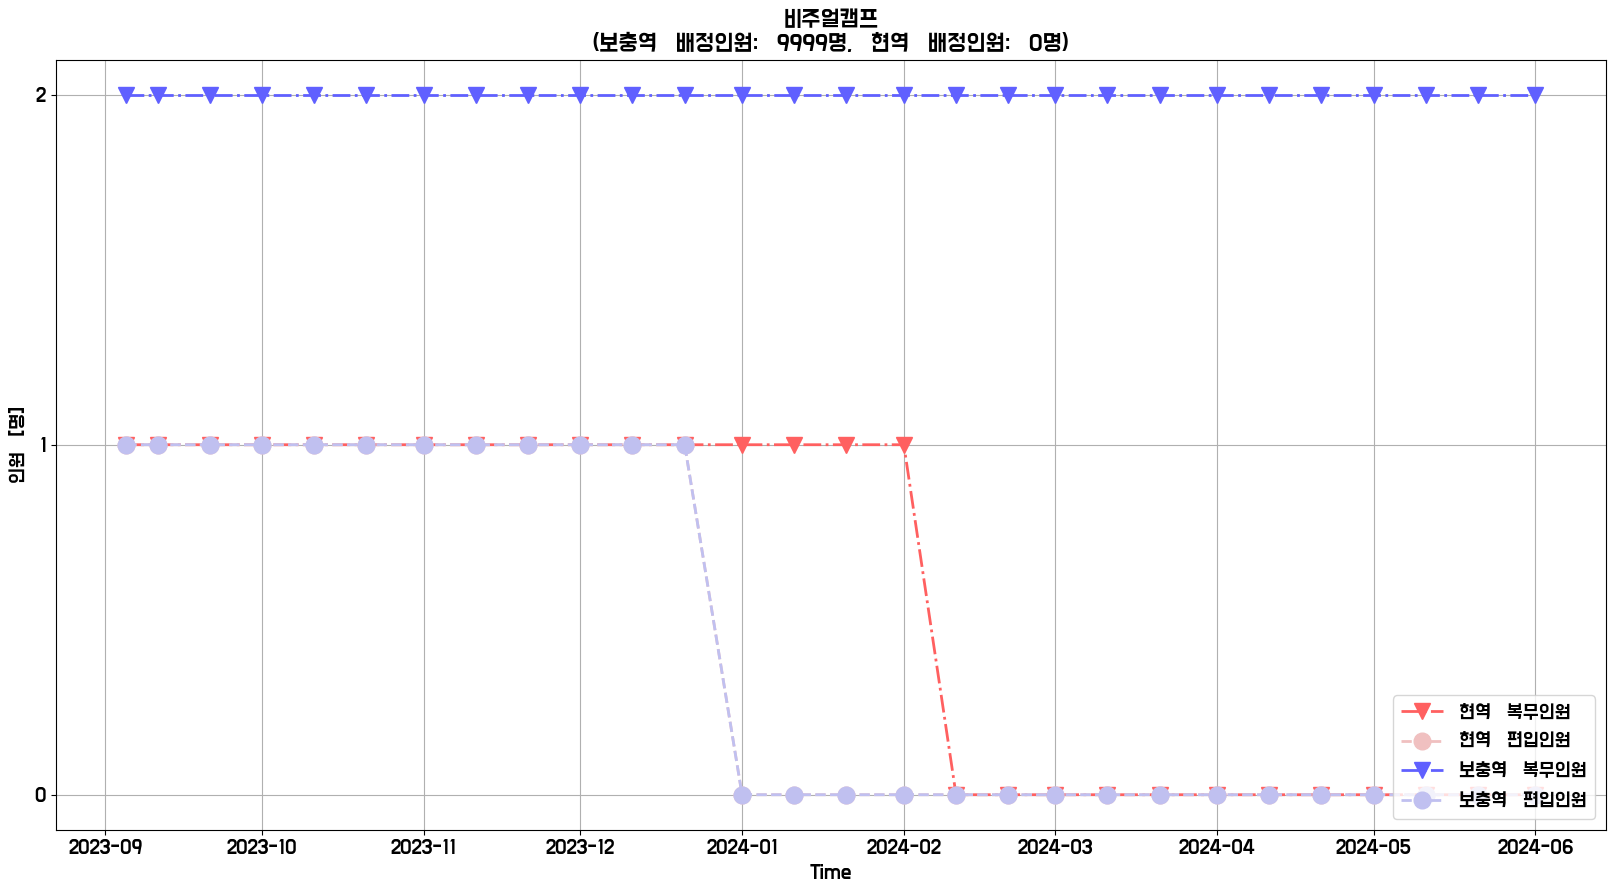 비주얼캠프
(보충역 배정인원: 9999명, 현역 배정인원: 0명)
2
1
0
인원 [명]
2023-09 2023-10 2023-11 2023-12 2024-01 2024-02 2024-03 2024-04 2024-05 2024-06
Time
현역 복무인원
현역 편입인원
보충역 복무인원
보충역 편입인원